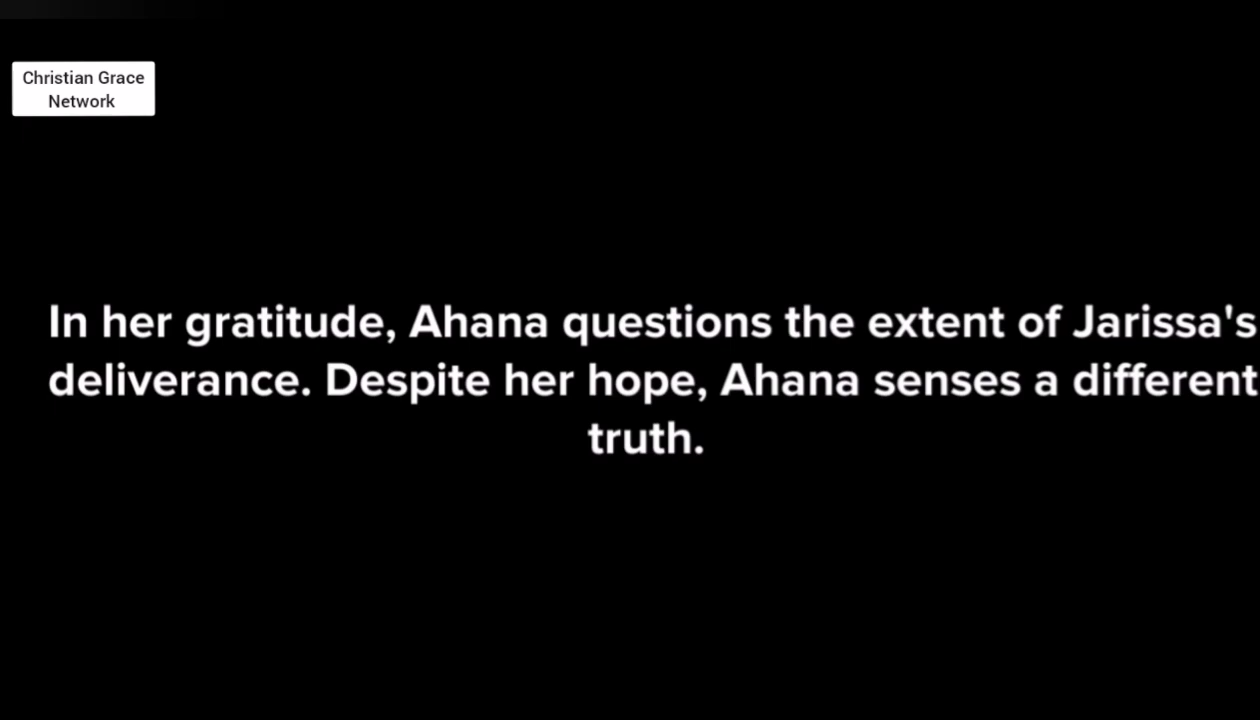 Christian Grace
Network
In her gratitude, Ahana questions the extent of Jarissa's
deliverance. Despite her hope, Ahana senses a different
truth.